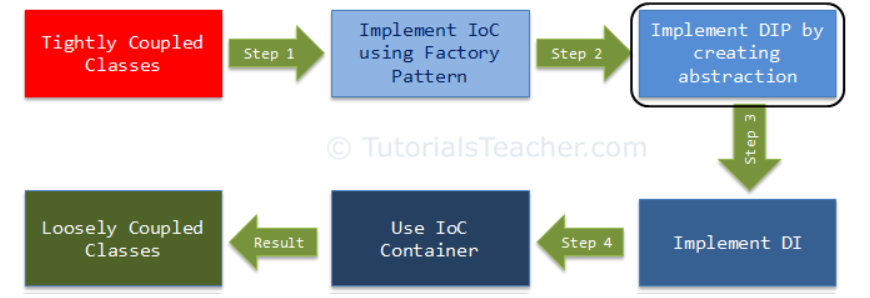 Tightly Coupled
Classes
Step 1
Implement IoC
using Factory
Pattern
Step 2
Implement DIP by
creating
abstraction
Step 3
© TutorialsTeacher.com
Implement DI
Step 4
Use IoC
Container
Result
Loosely Coupled
Classes